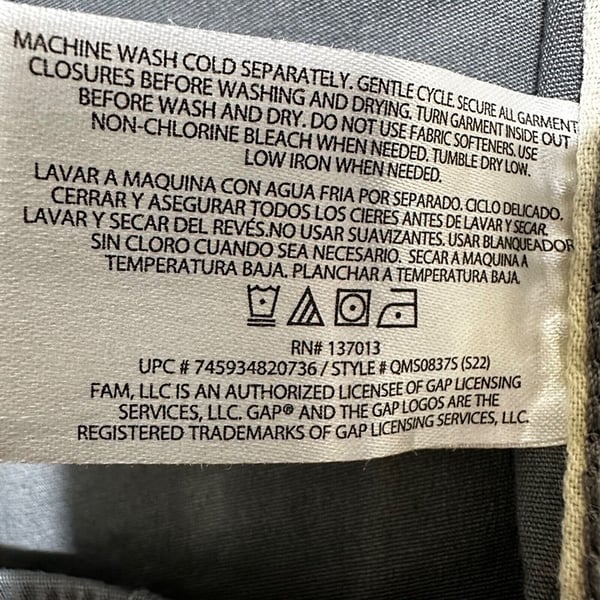 MACHINE WASH COLD SEPARATELY. GENTLE CYCLE. SECURE ALL GARMENT
CLOSURES BEFORE WASHING AND DRYING. TURN GARMENT INSIDE OUT
BEFORE WASH AND DRY. DO NOT USE FABRIC SOFTENERS. USE
NON-CHLORINE BLEACH WHEN NEEDED. TUMBLE DRY LOW.
LOW IRON WHEN NEEDED.
LAVAR A MAQUINA CON AGUA FRIA POR SEPARADO. CICLO DELICADO.
CERRAR Y ASEGURAR TODOS LOS CIERES ANTES DE LAVAR Y SECAR.
LAVAR Y SECAR DEL REVÉS.NO USAR SUAVIZANTES. USAR BLANQUEADOR
SIN CLORO CUANDO SEA NECESARIO. SECAR A MAQUINA A
TEMPERATURA BAJA. PLANCHAR A TEMPERATURA BAJA.
RN# 137013
UPC # 745934820736 / STYLE # QMS0837S (S22)
FAM, LLC IS AN AUTHORIZED LICENSEE OF GAP LICENSING
SERVICES, LLC. GAP® AND THE GAP LOGOS ARE THE
REGISTERED TRADEMARKS OF GAP LICENSING SERVICES, LLC.